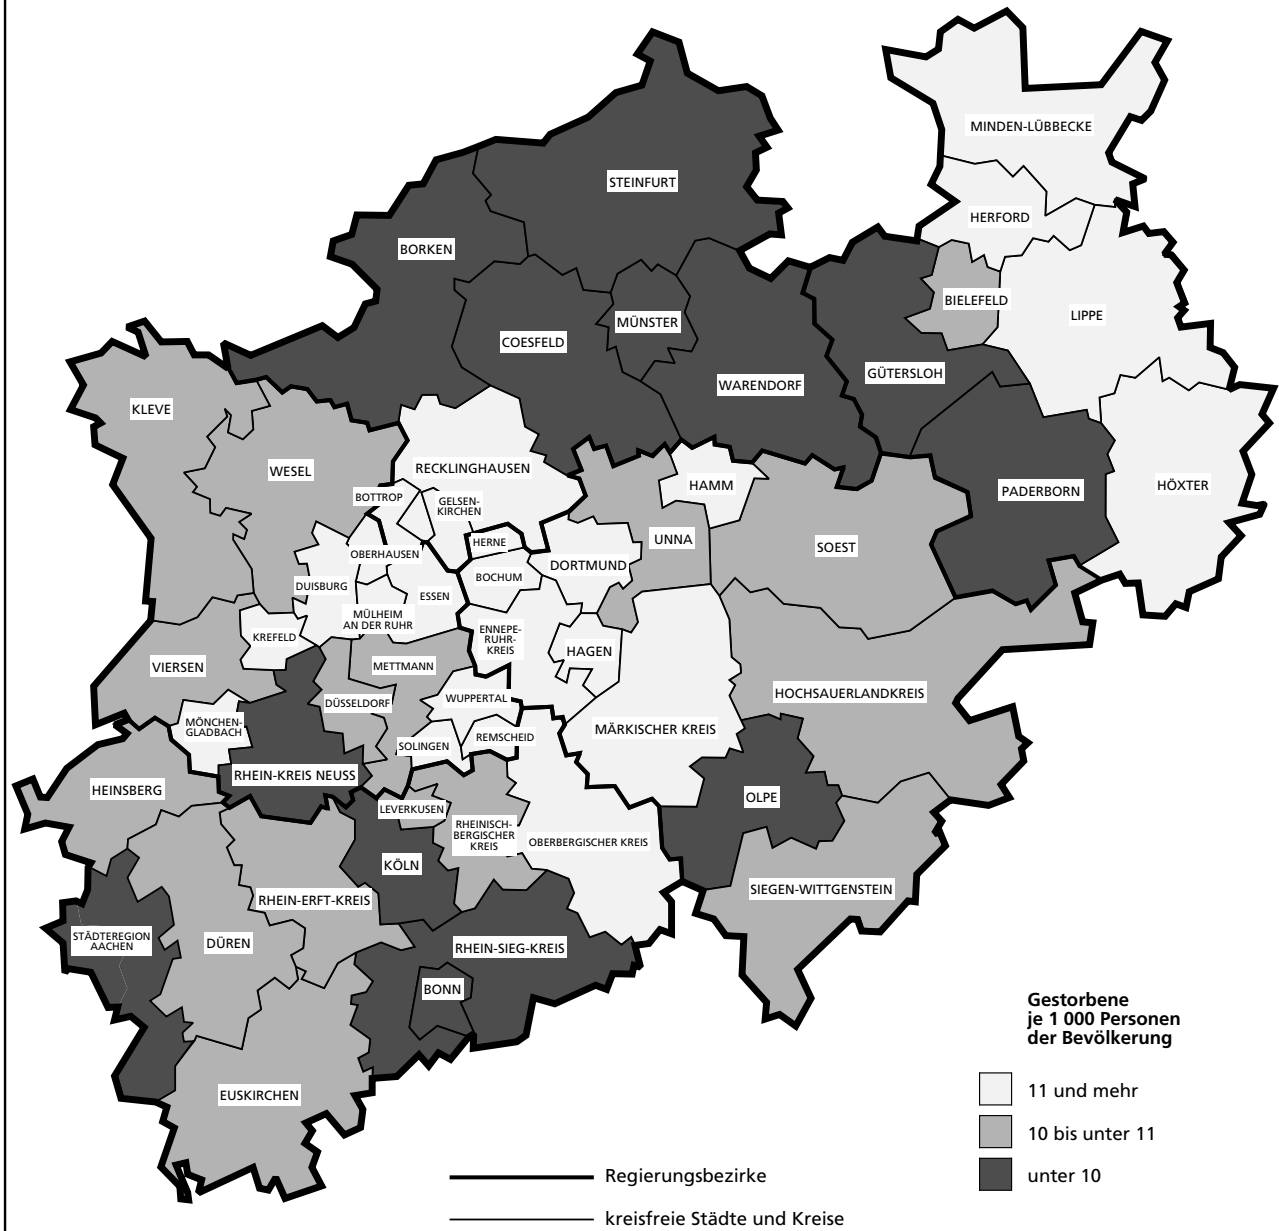 MINDEN-LÜBBECKE
STEINFURT
HERFORD
BORKEN
BIELEFELD
LIPPE
MÜNSTER
COESFELD
GÜTERSLOH
WARENDORF
KLEVE
RECKLINGHAUSEN
WESEL
HAMM
HÖXTER
PADERBORN
BOTTROP
GELSEN-
KIRCHEN
UNNA
HERNE
SOEST
OBERHAUSEN
DORTMUND
BOCHUM
DUISBURG
ESSEN
MÜLHEIM
AN DER RUHR
KREFELD
ENNEPE-
RUHR-
KREIS
HAGEN
VIERSEN
METTMANN
HOCHSAUERLANDKREIS
WUPPERTAL
DÜSSELDORF
MÖNCHEN-
GLADBACH
MÄRKISCHER KREIS
REMSCHEID
SOLINGEN
RHEIN-KREIS NEUSS
HEINSBERG
OLPE
LEVERKUSEN
RHEINISCH-
BERGISCHER
KREIS
OBERBERGISCHER KREIS
KÖLN
SIEGEN-WITTGENSTEIN
RHEIN-ERFT-KREIS
STÄDTEREGION
AACHEN
DÜREN
RHEIN-SIEG-KREIS
BONN
EUSKIRCHEN
Gestorbene
je 1 000 Personen
der Bevölkerung
11 und mehr
10 bis unter 11
unter 10
Regierungsbezirke
kreisfreie Städte und Kreise